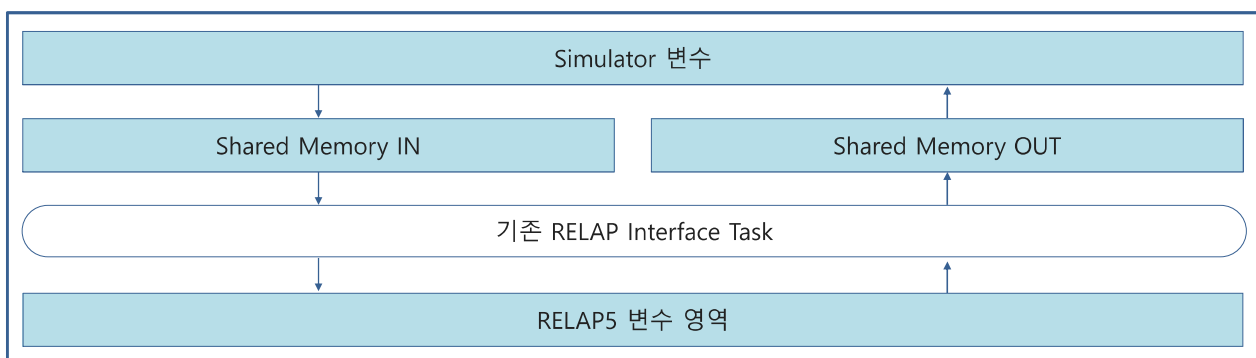 Simulator 변수
Shared Memory IN
Shared Memory OUT
기존 RELAP Interface Task
RELAP5 변수 영역